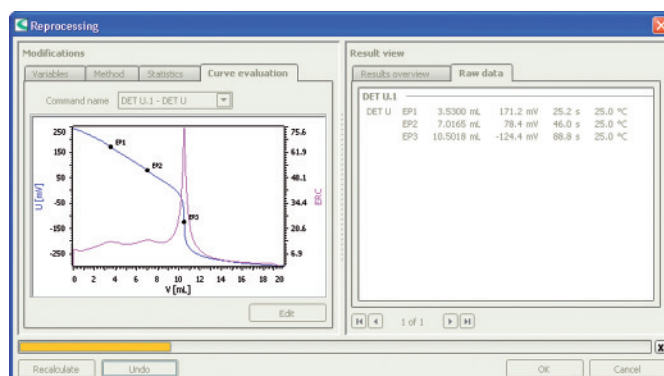 Reprocessing
Modifications
Variables Method Statistics Curve evaluation
Command name DET U.1 - DET U
250 75.6
150 61.9
50 48.1
-50 34.4
-150 20.6
-250 6.9
U [mV]
ERC
EP1
EP2
EP3
0 2 4 6 8 10 12 14 16 18 20
V [mL]
Edit
Result view
Results overview Raw data
DET U.1
DET U EP1 3.5300 mL 171.2 mV 25.2 s 25.0 °C
EP2 7.0165 mL 78.4 mV 46.0 s 25.0 °C
EP3 10.5018 mL -124.4 mV 88.8 s 25.0 °C
1 of 1
Recalculate Undo OK Cancel